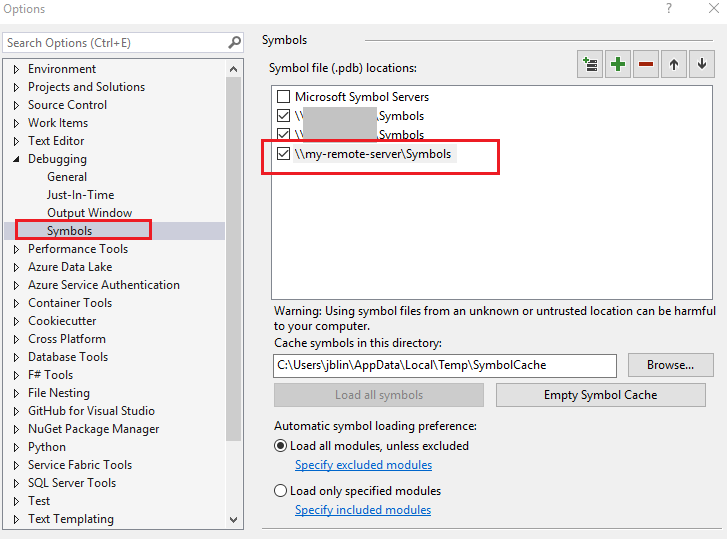 Options
?
Search Options (Ctrl+E)
Environment
Projects and Solutions
Source Control
Work Items
Text Editor
Debugging
General
Just-In-Time
Output Window
Symbols
Performance Tools
Azure Data Lake
Azure Service Authentication
Container Tools
Cookiecutter
Cross Platform
Database Tools
F# Tools
File Nesting
GitHub for Visual Studio
NuGet Package Manager
Python
Service Fabric Tools
SQL Server Tools
Test
Text Templating
Symbols
Symbol file (.pdb) locations:
Microsoft Symbol Servers
\\ \Symbols
\\ \Symbols
\\my-remote-server\Symbols
Warning: Using symbol files from an unknown or untrusted location can be harmful
to your computer.
Cache symbols in this directory:
C:\Users\jblin\AppData\Local\Temp\SymbolCache
Browse...
Load all symbols
Empty Symbol Cache
Automatic symbol loading preference:
Load all modules, unless excluded
Specify excluded modules
Load only specified modules
Specify included modules